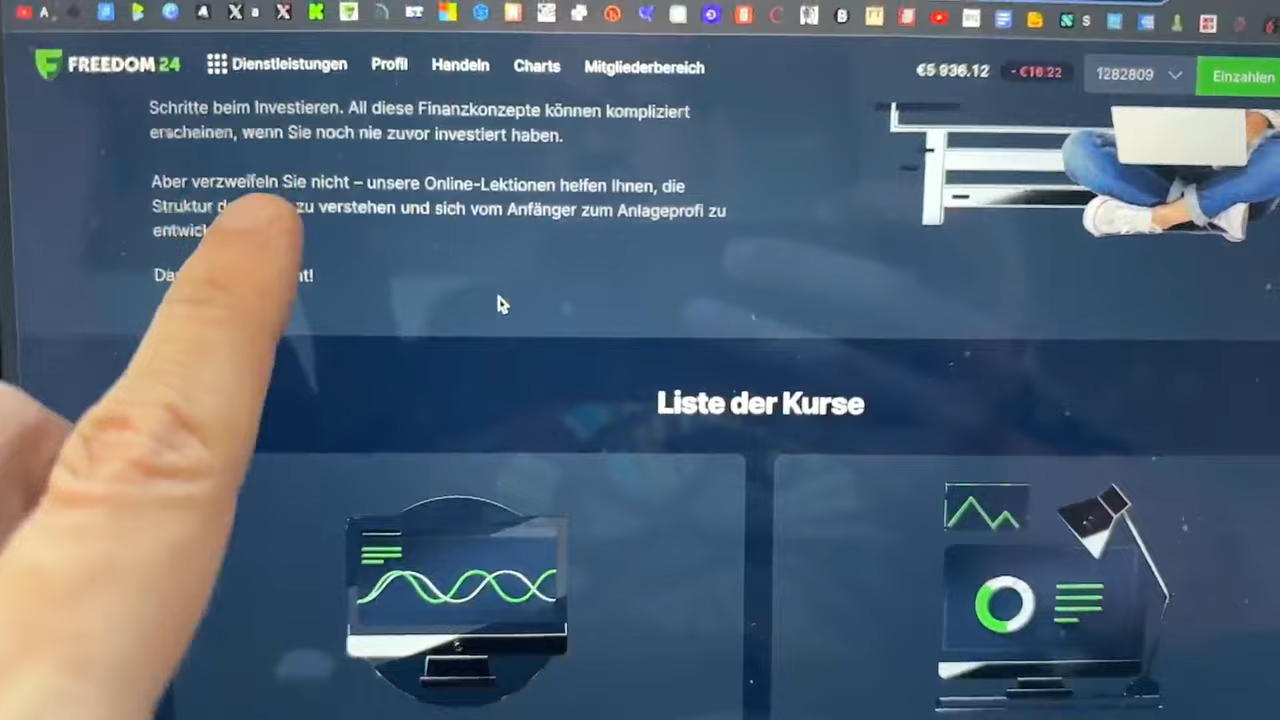 FREEDOM24 Dienstleistungen Profil Handeln Charts Mitgliederbereich €5 936.12 - €16.22 1282809 Einzahlen
Schritte beim Investieren. All diese Finanzkonzepte können kompliziert
erscheinen, wenn Sie noch nie zuvor investiert haben.
Aber verzweifeln Sie nicht – unsere Online-Lektionen helfen Ihnen, die
Struktur zu verstehen und sich vom Anfänger zum Anlageprofi zu
Liste der Kurse